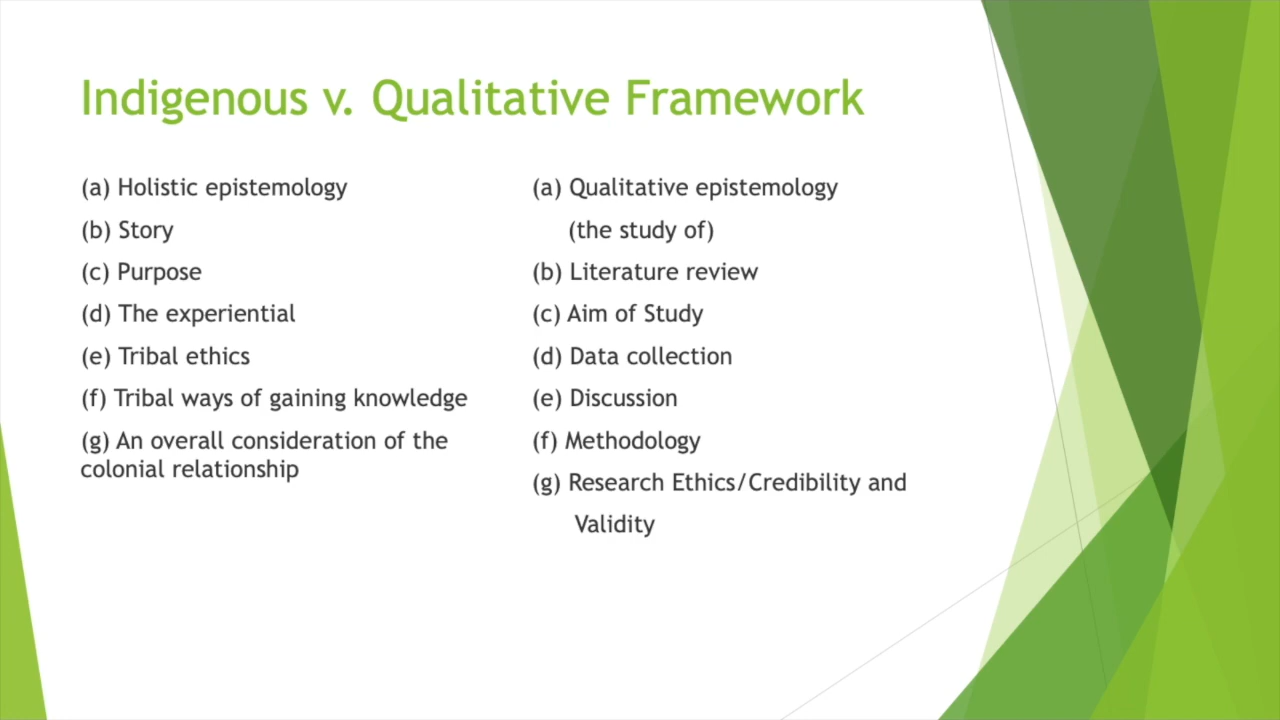 Indigenous v. Qualitative Framework
(a) Holistic epistemology
(b) Story
(c) Purpose
(d) The experiential
(e) Tribal ethics
(f) Tribal ways of gaining knowledge
(g) An overall consideration of the
colonial relationship
(a) Qualitative epistemology
(the study of)
(b) Literature review
(c) Aim of Study
(d) Data collection
(e) Discussion
(f) Methodology
(g) Research Ethics/Credibility and
Validity